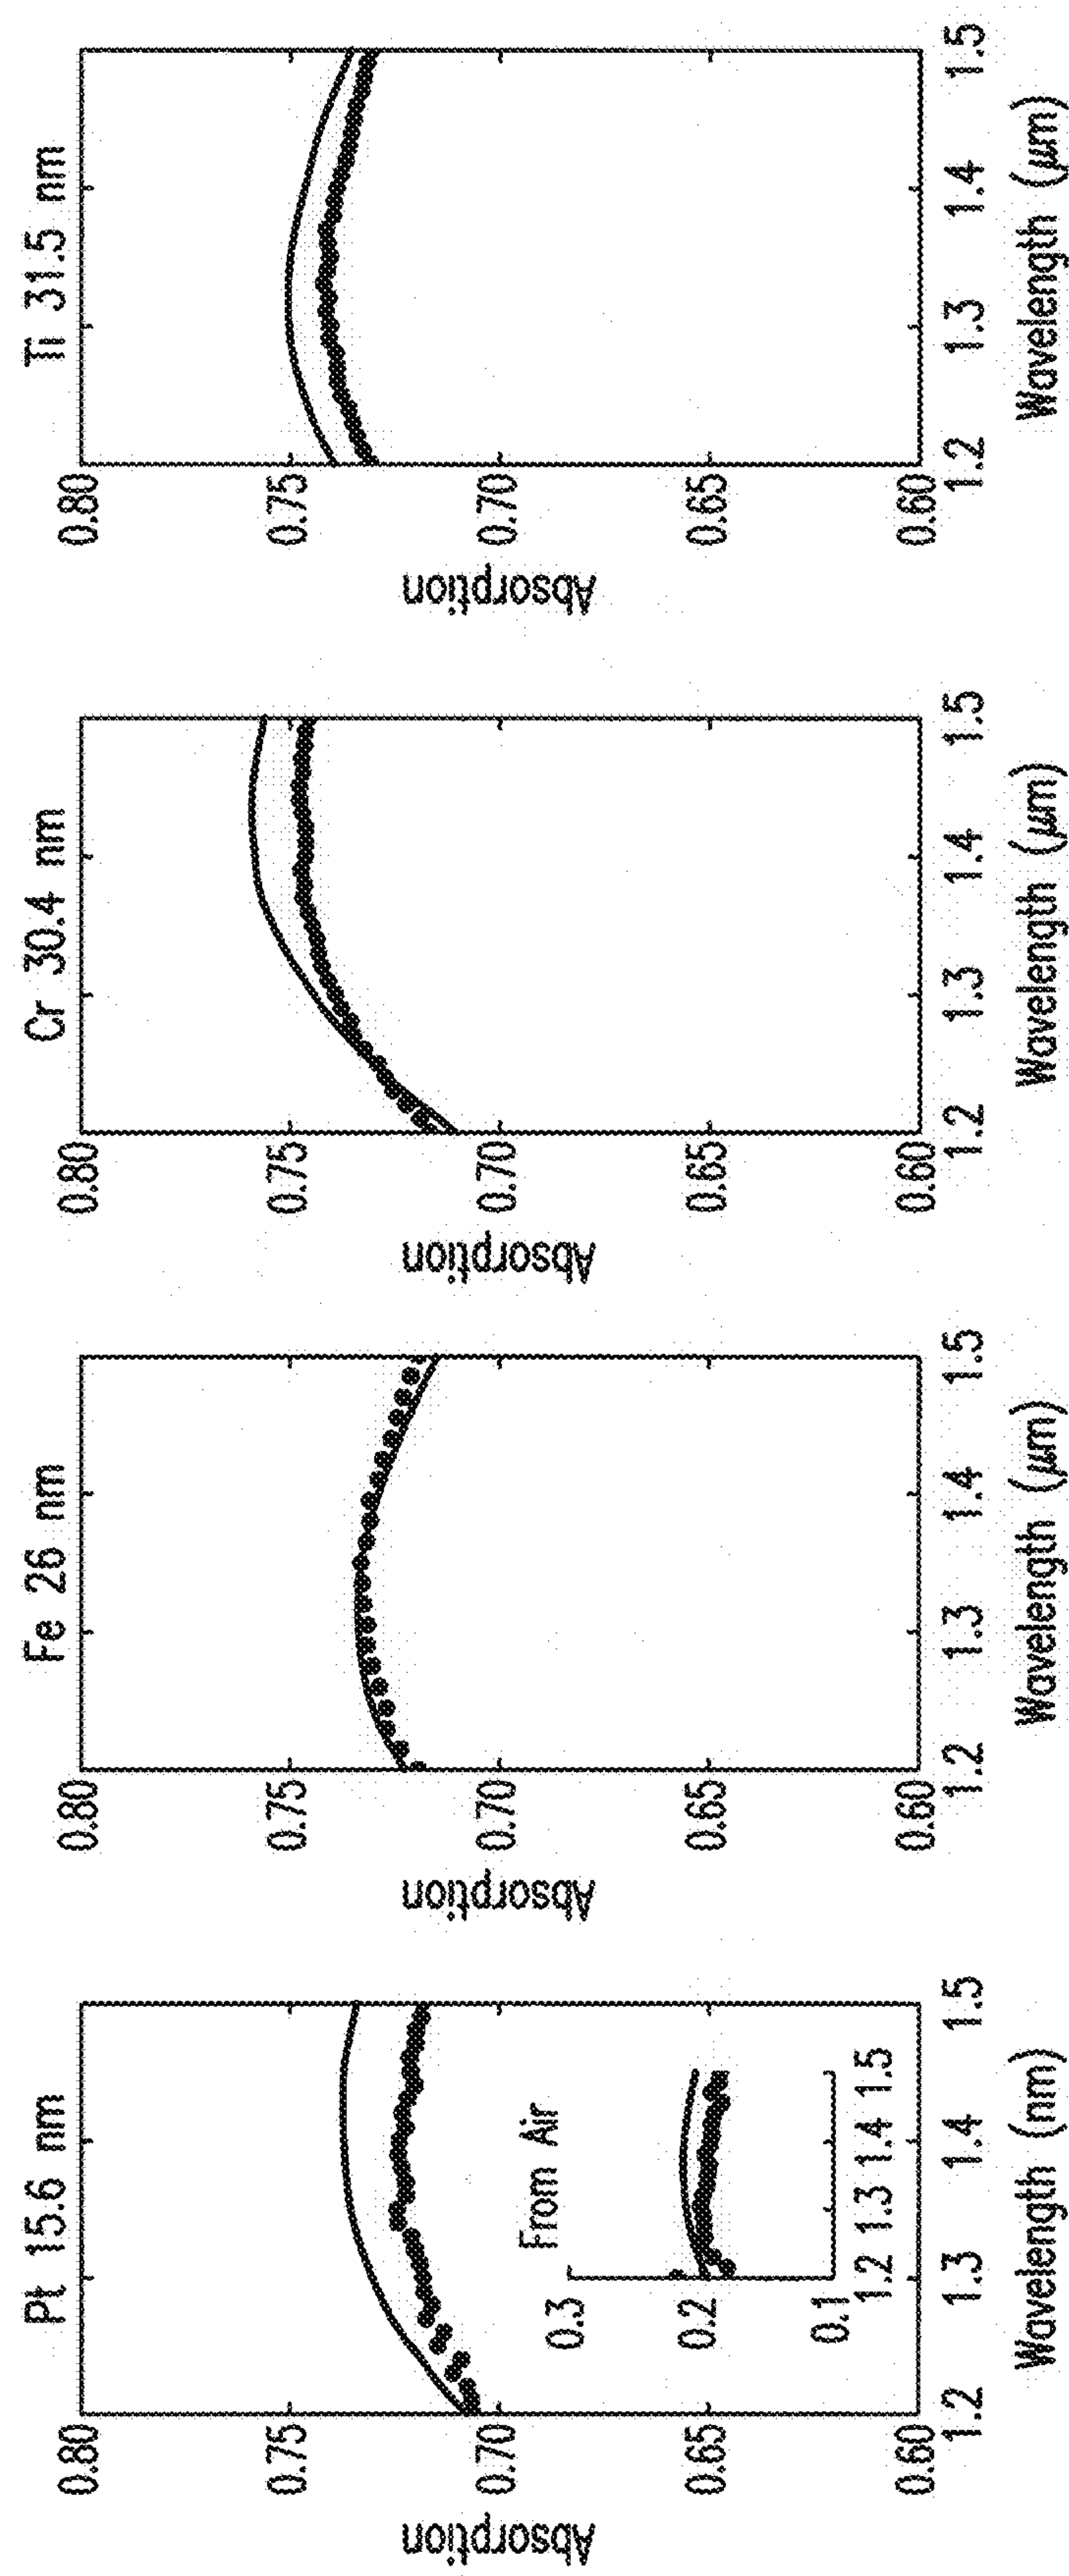 Pt 15.6 nm
0.80
0.75
0.70
0.65
0.60
Absorption
From Air
0.3
0.2
0.1
1.2 1.3 1.4 1.5
1.2 1.3 1.4 1.5
Wavelength (nm)
Fe 26 nm
0.80
0.75
0.70
0.65
0.60
Absorption
1.2 1.3 1.4 1.5
Wavelength (μm)
Cr 30.4 nm
0.80
0.75
0.70
0.65
0.60
Absorption
1.2 1.3 1.4 1.5
Wavelength (μm)
Ti 31.5 nm
0.80
0.75
0.70
0.65
0.60
Absorption
1.2 1.3 1.4 1.5
Wavelength (μm)